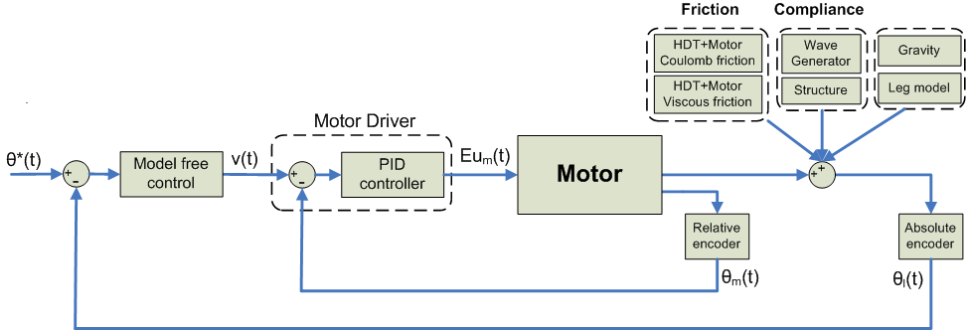 Friction
Compliance
HDT+Motor
Coulomb friction
HDT+Motor
Viscous friction
Wave
Generator
Structure
Gravity
Leg model
Motor Driver
θ*(t)
+
-
Model free
control
v(t)
+
-
PID
controller
Euₘ(t)
Motor
+
+
Relative
encoder
Absolute
encoder
θₘ(t)
θₗ(t)